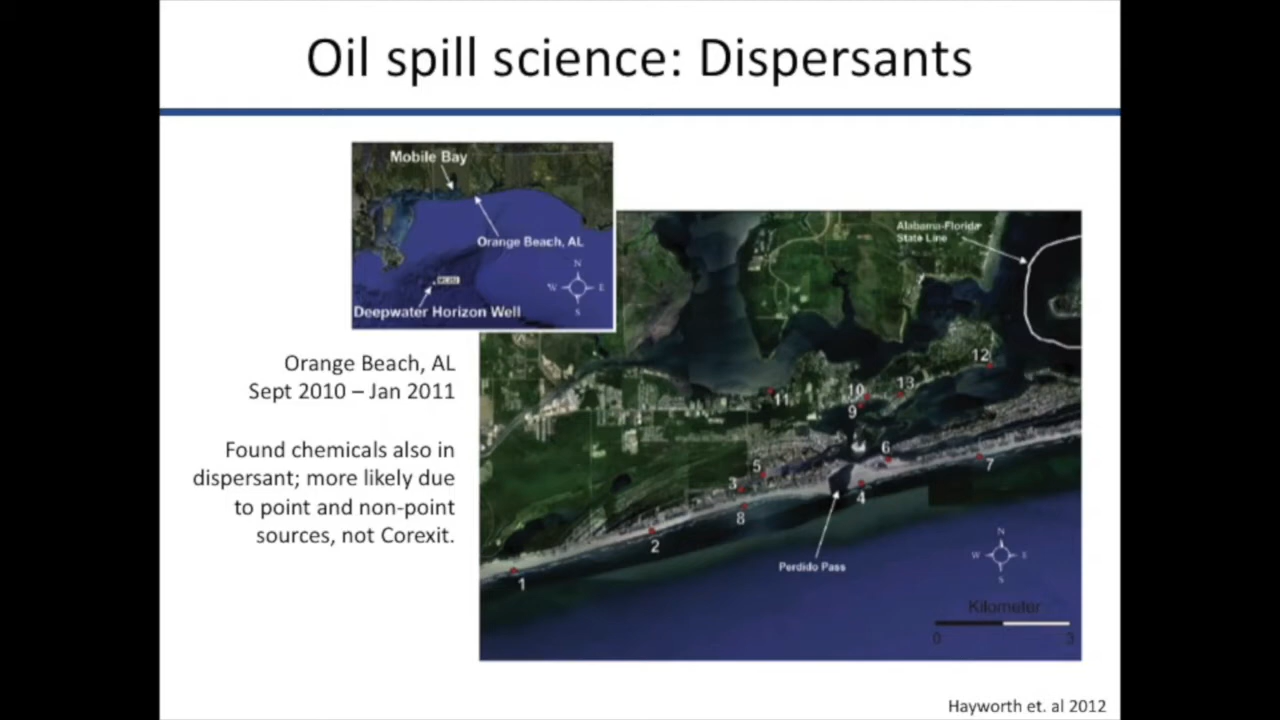 Oil spill science: Dispersants
Mobile Bay
Orange Beach, AL
N
W
E
S
Deepwater Horizon Well
Alabama-Florida
State Line
Orange Beach, AL
Sept 2010 – Jan 2011
Found chemicals also in
dispersant; more likely due
to point and non-point
sources, not Corexit.
12
13
10
11
9
6
5
7
3
4
8
2
1
Perdido Pass
N
W
E
S
Kilometer
0
3
Hayworth et. al 2012